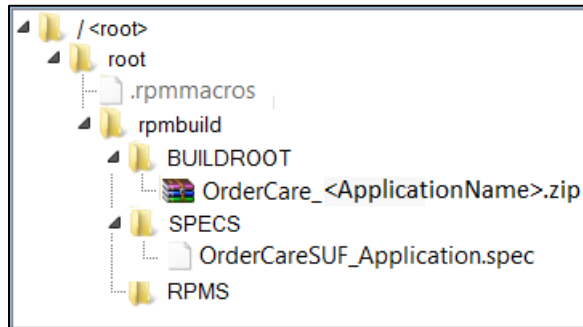 / <root>
root
.rpmmacros
rpmbuild
BUILDROOT
OrderCare_<ApplicationName>.zip
SPECS
OrderCareSUF_Application.spec
RPMS